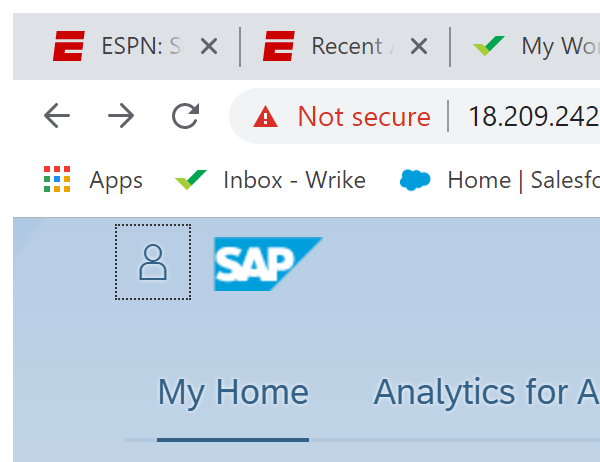 ESPN: S Recent My Wo
Not secure 18.209.242
Apps Inbox - Wrike Home | Salesfo
SAP
My Home Analytics for A